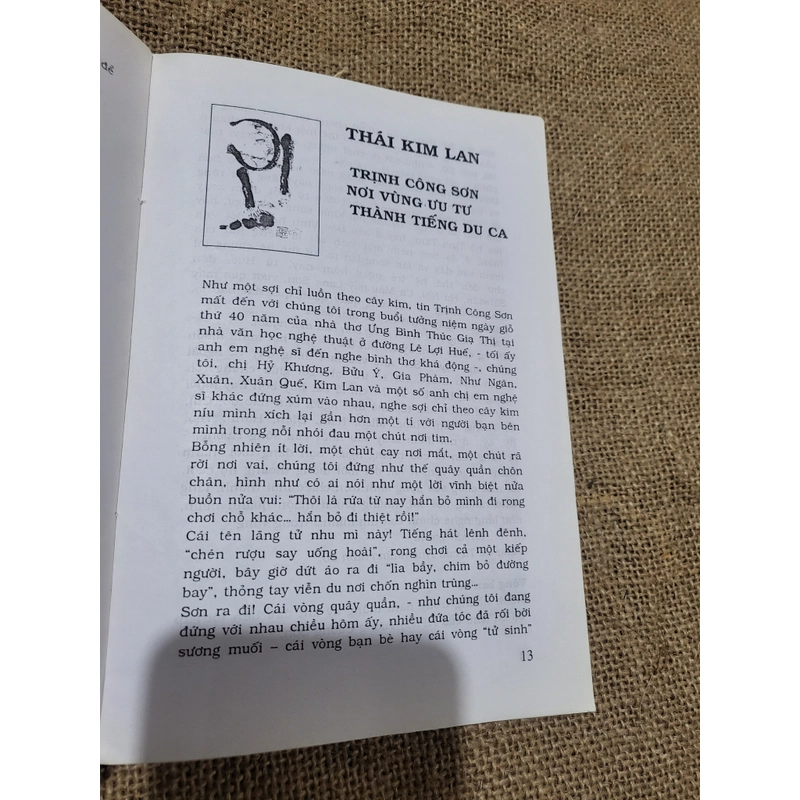 đề
THÁI KIM LAN
TRỊNH CÔNG SƠN
NƠI VÙNG ƯU TƯ
THÀNH TIẾNG DU CA
Như một sợi chỉ luồn theo cây kim, tin Trịnh Công Sơn
mất đến với chúng tôi trong buổi tưởng niệm ngày giỗ
thứ 40 năm của nhà thơ Ưng Bình Thúc Giạ Thị tại
nhà văn học nghệ thuật ở đường Lê Lợi Huế, - tối ấy
anh em nghệ sĩ đến nghe bình thơ khá động -, chúng
tôi, chị Hỷ Khương, Bửu Ý, Gia Phàm, Như Ngân,
Xuân, Xuân Quế, Kim Lan và một số anh chị em nghệ
sĩ khác đứng xúm vào nhau, nghe sợi chỉ theo cây kim
níu mình xích lại gần hơn một tí với người bạn bên
mình trong nỗi nhói đau một chút nơi tim.
Bỗng nhiên ít lời, một chút cay nơi mắt, một chút rã
rời nơi vai, chúng tôi đứng như thế quây quần chôn
chân, hình như có ai nói như một lời vĩnh biệt nửa
buồn nửa vui: “Thôi là rứa từ nay hắn bỏ mình đi rong
chơi chỗ khác... hắn bỏ đi thiệt rồi!”
Cái tên lãng tử nhu mì này! Tiếng hát lênh đênh,
“chén rượu say uống hoài”, rong chơi cả một kiếp
người, bây giờ dứt áo ra đi “lìa bầy, chim bỏ đường
bay”, thỏng tay viễn du nơi chốn nghìn trùng...
Sơn ra đi! Cái vòng quây quần, - như chúng tôi đang
đứng với nhau chiều hôm ấy, nhiều đứa tóc đã rối bời
sương muối – cái vòng bạn bè hay cái vòng “tử sinh”
13